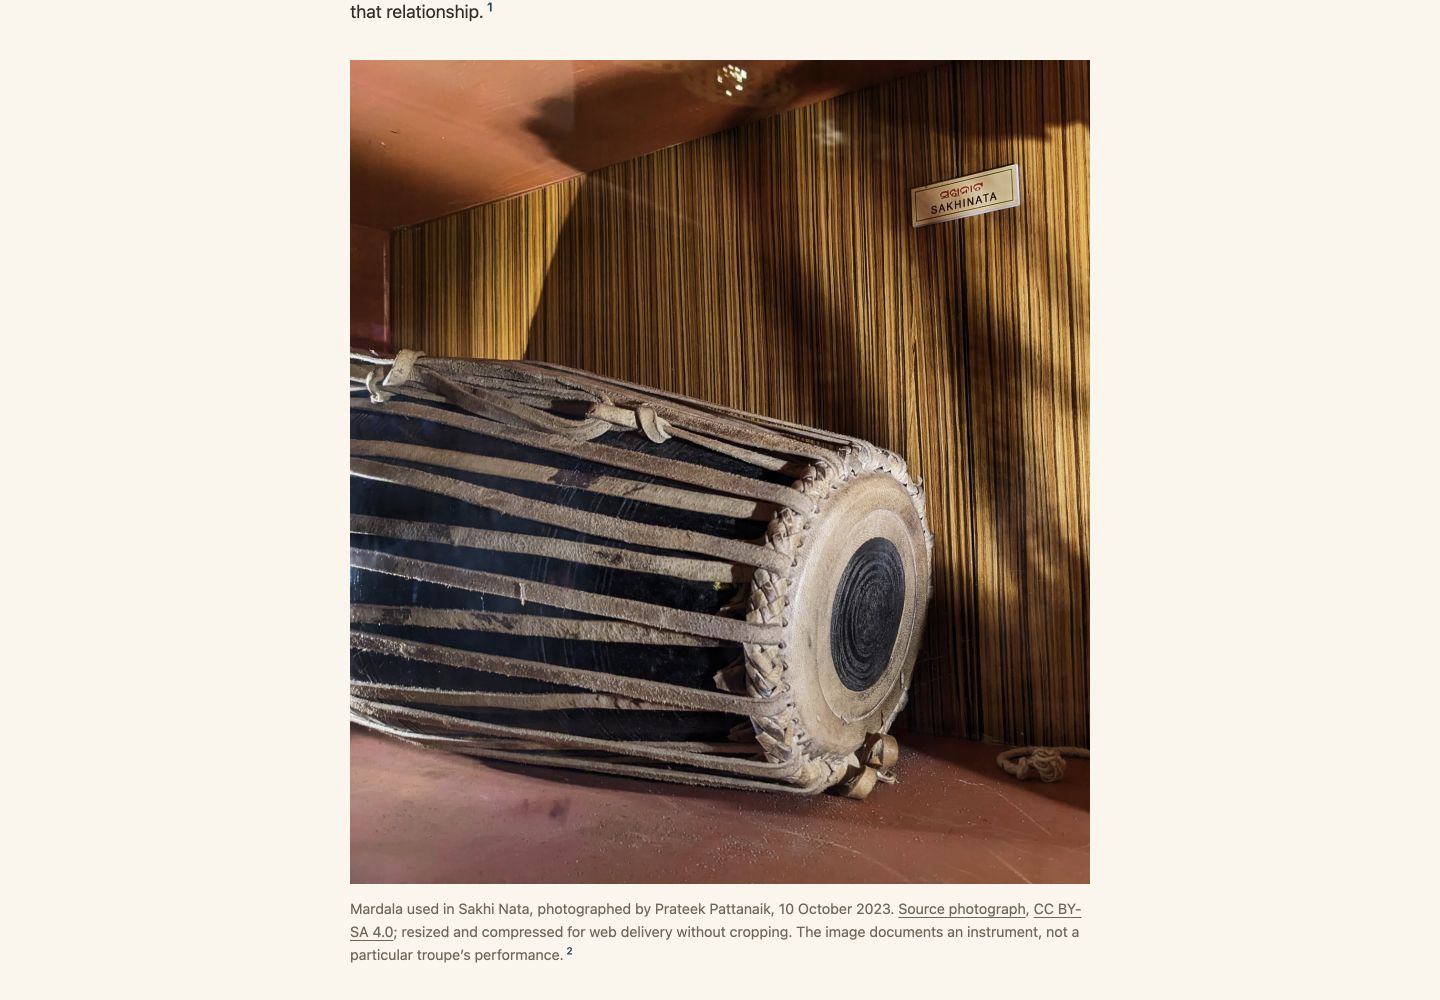 that relationship. 1
ସଖୀନାଟ
SAKHINATA
Mardala used in Sakhi Nata, photographed by Prateek Pattanaik, 10 October 2023. Source photograph, CC BY-
SA 4.0; resized and compressed for web delivery without cropping. The image documents an instrument, not a
particular troupe’s performance. 2